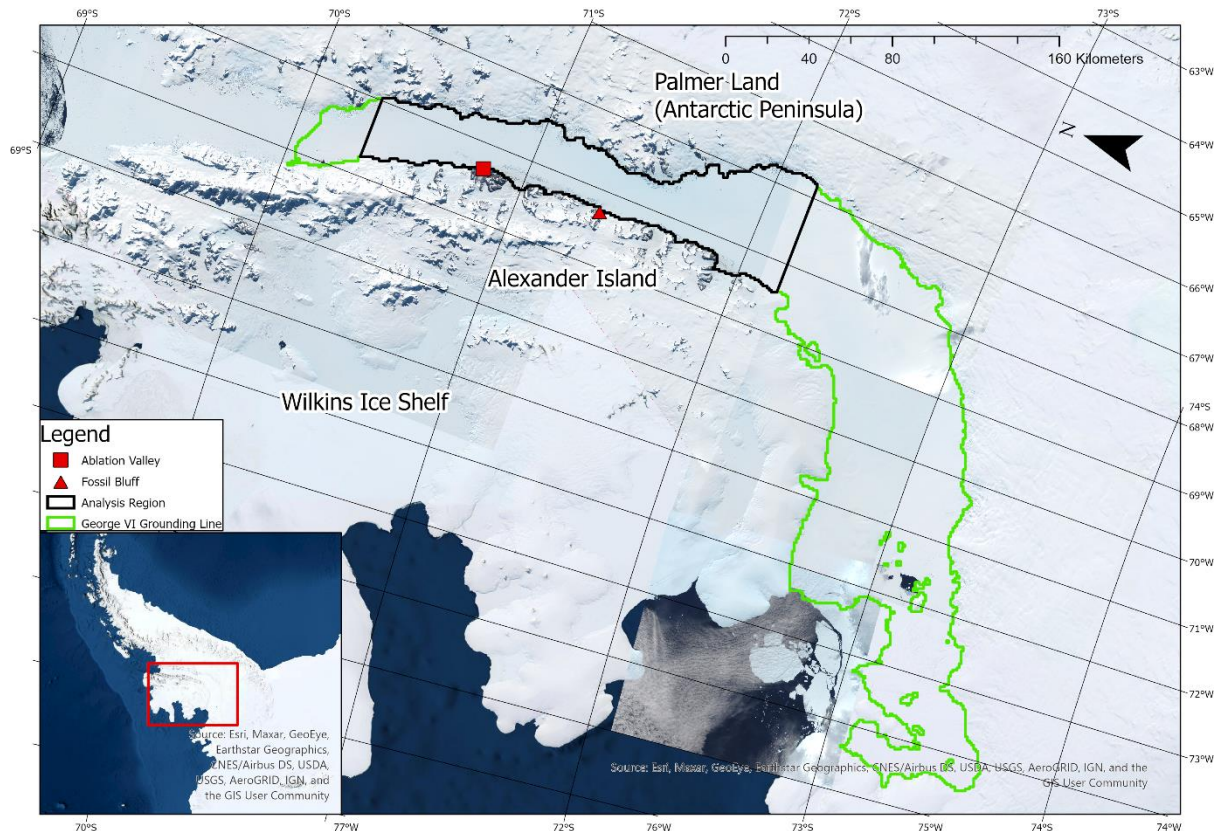 69°S
70°S
71°S
72°S
73°S
0 40 80 160 Kilometers
63°W
Palmer Land
(Antarctic Peninsula)
N
64°W
69°S
65°W
Alexander Island
66°W
67°W
Wilkins Ice Shelf
74°S
68°W
Legend
Ablation Valley
Fossil Bluff
Analysis Region
George VI Grounding Line
69°W
70°W
71°W
72°W
73°W
Source: Esri, Maxar, GeoEye,
Earthstar Geographics,
CNES/Airbus DS, USDA,
USGS, AeroGRID, IGN, and
the GIS User Community
Source: Esri, Maxar, GeoEye, Earthstar Geographics, CNES/Airbus DS, USDA, USGS, AeroGRID, IGN, and the
GIS User Community
70°S
77°W
72°S
76°W
73°S
75°W
74°W